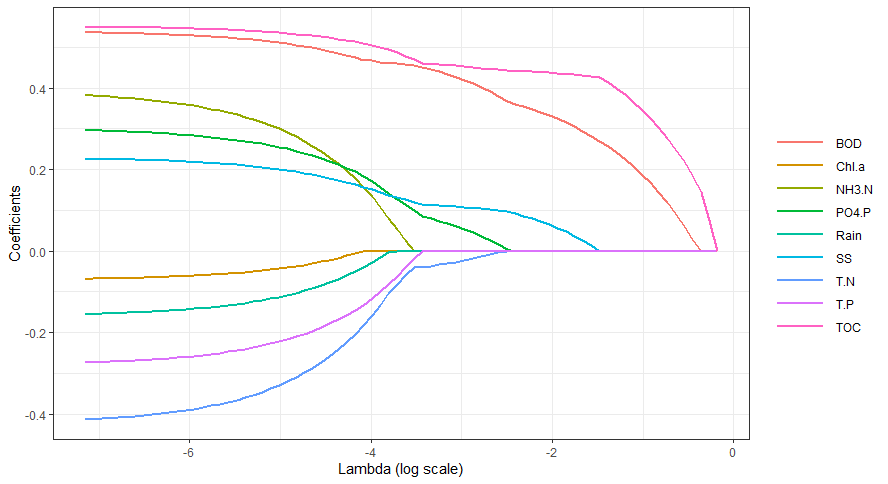 Coefficients
0.4
0.2
0.0
-0.2
-0.4
-6
-4
-2
0
Lambda (log scale)
BOD
Chl.a
NH3.N
PO4.P
Rain
SS
T.N
T.P
TOC